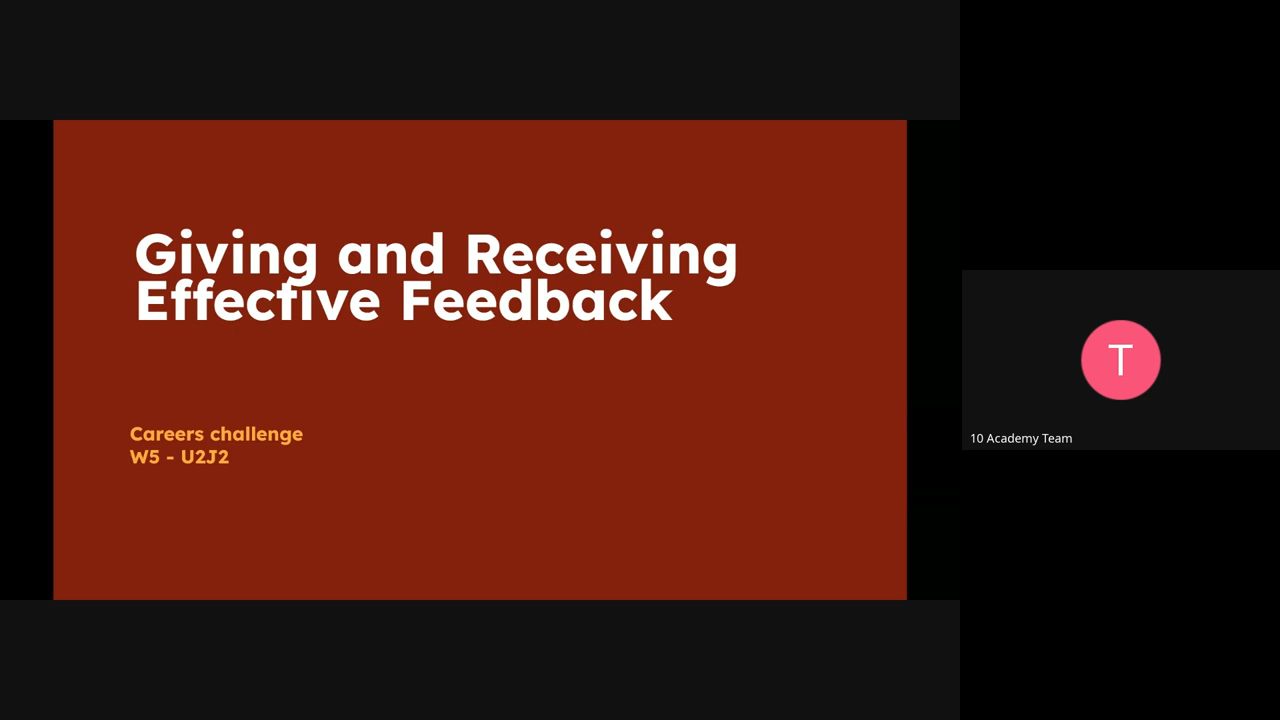 Giving and Receiving
Effective Feedback
Careers challenge
W5 - U2J2
T
10 Academy Team